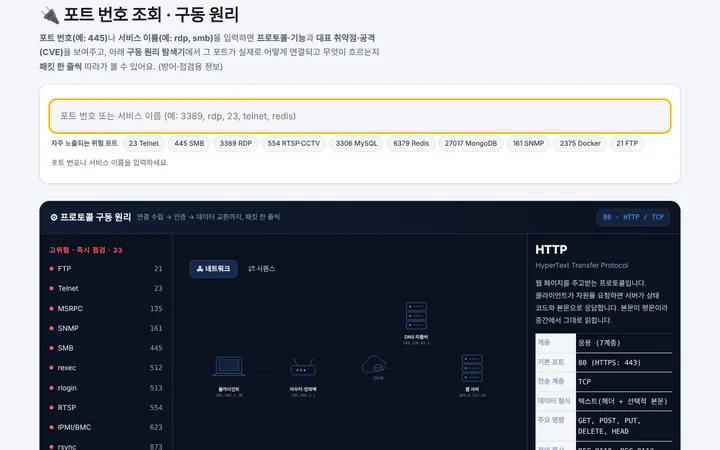 🔌 포트 번호 조회 · 구동 원리
포트 번호(예: 445)나 서비스 이름(예: rdp, smb)을 입력하면 프로토콜·기능과 대표 취약점·공격
(CVE)을 보여주고, 아래 구동 원리 탐색기에서 그 포트가 실제로 어떻게 연결되고 무엇이 흐르는지
패킷 한 줄씩 따라가 볼 수 있어요. (방어·점검용 정보)
포트 번호 또는 서비스 이름 (예: 3389, rdp, 23, telnet, redis)
자주 노출되는 위험 포트 23 Telnet 445 SMB 3389 RDP 554 RTSP·CCTV 3306 MySQL 6379 Redis 27017 MongoDB 161 SNMP 2375 Docker 21 FTP
포트 번호나 서비스 이름을 입력하세요.
⚙ 프로토콜 구동 원리 연결 수립 → 인증 → 데이터 교환까지, 패킷 한 줄씩
80 · HTTP / TCP
고위험 · 즉시 점검 · 33
FTP 21
Telnet 23
MSRPC 135
SNMP 161
SMB 445
rexec 512
rlogin 513
RTSP 554
IPMI/BMC 623
rsync 873
네트워크
⇄ 시퀀스
DNS 리졸버
클라이언트
라우터·방화벽
인터넷
웹 서버
HTTP
HyperText Transfer Protocol
웹 페이지를 주고받는 프로토콜입니다.
클라이언트가 자원을 요청하면 서버가 상태
코드와 본문으로 응답합니다. 본문이 평문이라
중간에서 그대로 읽힙니다.
계층 응용 (7계층)
기본 포트 80 (HTTPS: 443)
전송 계층 TCP
데이터 형식 텍스트(헤더 + 선택적 본문)
주요 명령 GET, POST, PUT,
DELETE, HEAD